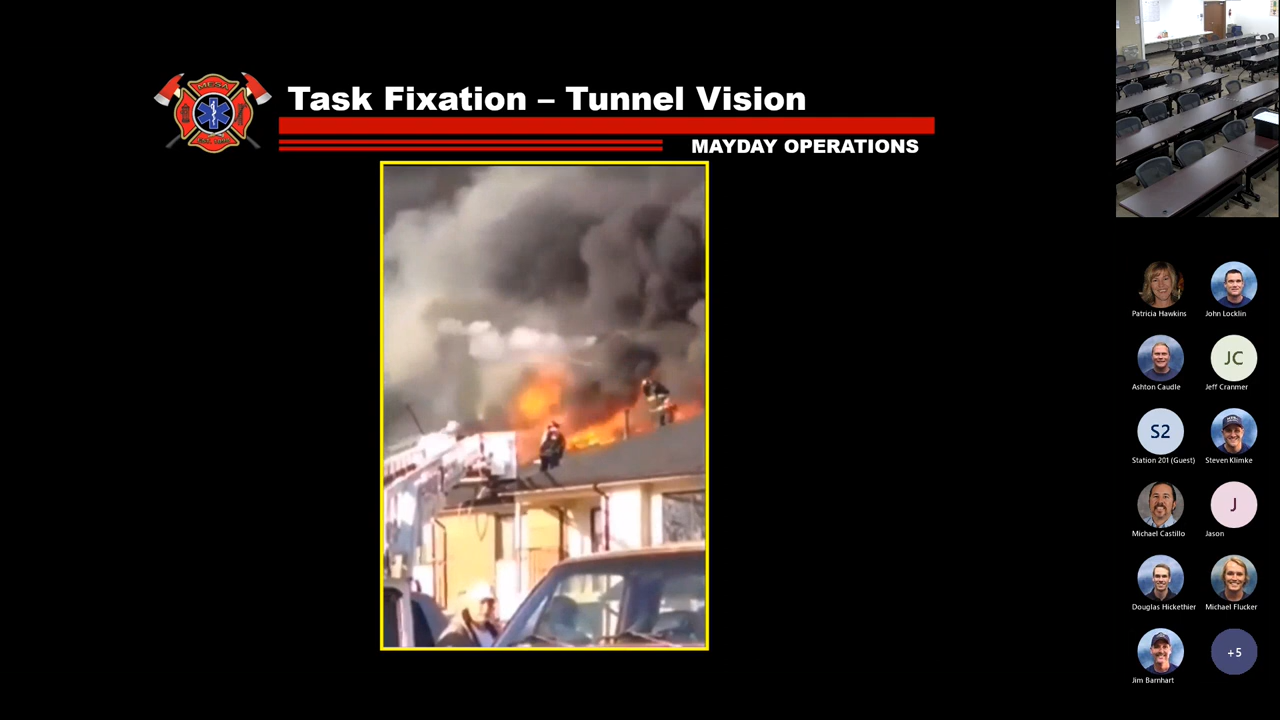 Task Fixation – Tunnel Vision
MAYDAY OPERATIONS
Patricia Hawkins
John Locklin
Ashton Caudle
JC
Jeff Cranmer
S2
Station 201 (Guest)
Steven Klimke
Michael Castillo
J
Jason
Douglas Hickethier
Michael Flucker
Jim Barnhart
+5